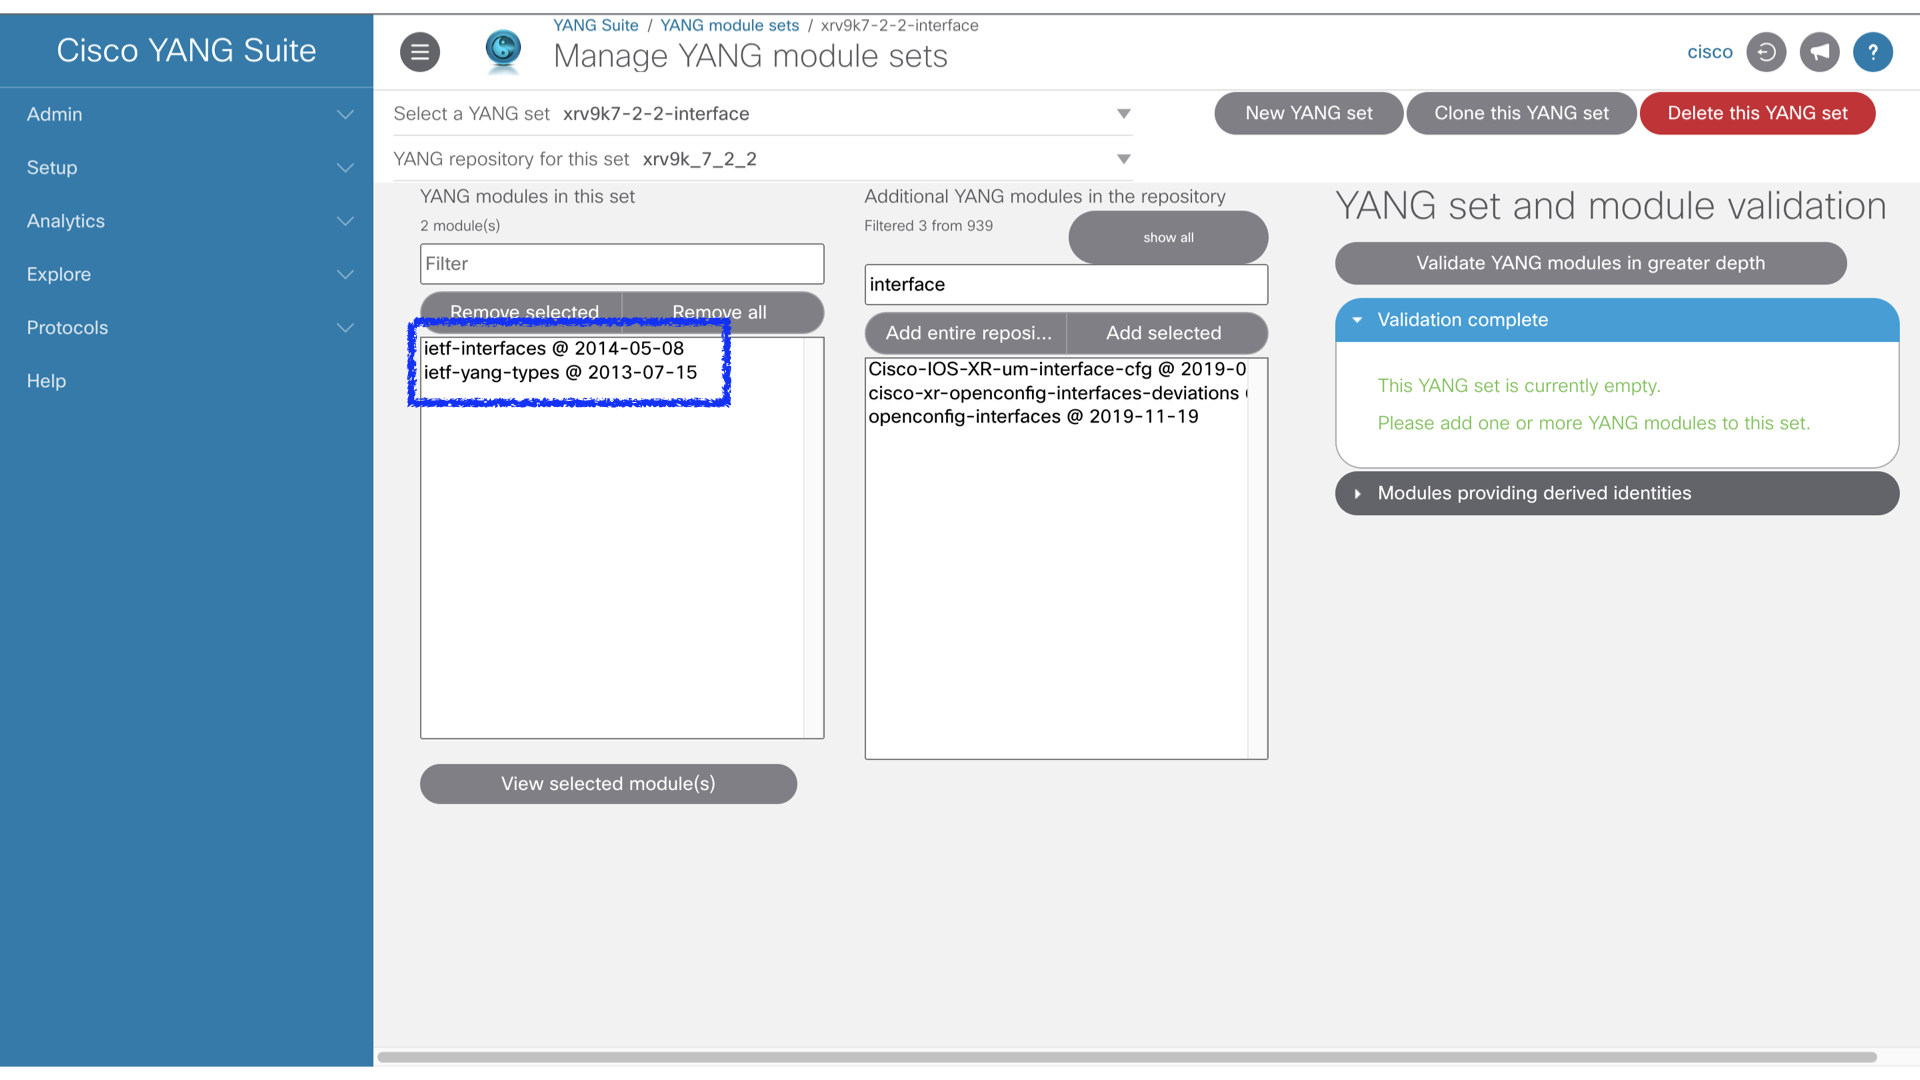 Cisco YANG Suite
Admin
Setup
Analytics
Explore
Protocols
Help
YANG Suite / YANG module sets / xrv9k7-2-2-interface
Manage YANG module sets
cisco
?
Select a YANG set xrv9k7-2-2-interface
New YANG set
Clone this YANG set
Delete this YANG set
YANG repository for this set xrv9k_7_2_2
YANG modules in this set
2 module(s)
Filter
Remove selected
Remove all
ietf-interfaces @ 2014-05-08
ietf-yang-types @ 2013-07-15
View selected module(s)
Additional YANG modules in the repository
Filtered 3 from 939
show all
interface
Add entire reposi...
Add selected
Cisco-IOS-XR-um-interface-cfg @ 2019-0
cisco-xr-openconfig-interfaces-deviations
openconfig-interfaces @ 2019-11-19
YANG set and module validation
Validate YANG modules in greater depth
Validation complete
This YANG set is currently empty.
Please add one or more YANG modules to this set.
Modules providing derived identities